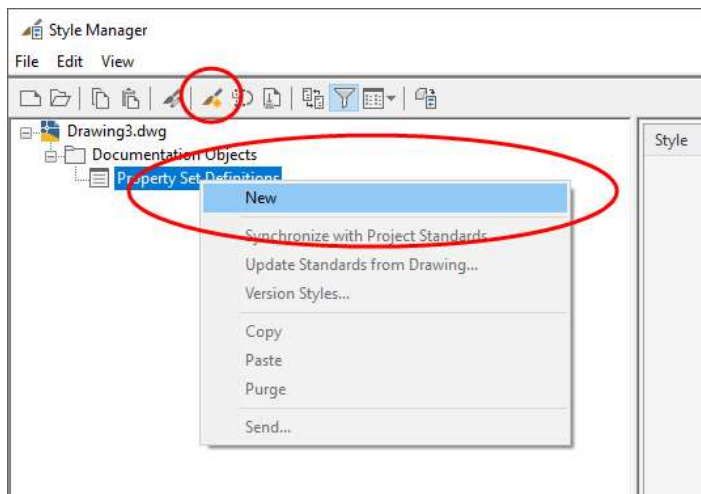 Style Manager
File Edit View
Drawing3.dwg
Style
Documentation Objects
Property Set Definitions
New
Synchronize with Project Standards
Update Standards from Drawing...
Version Styles...
Copy
Paste
Purge
Send...